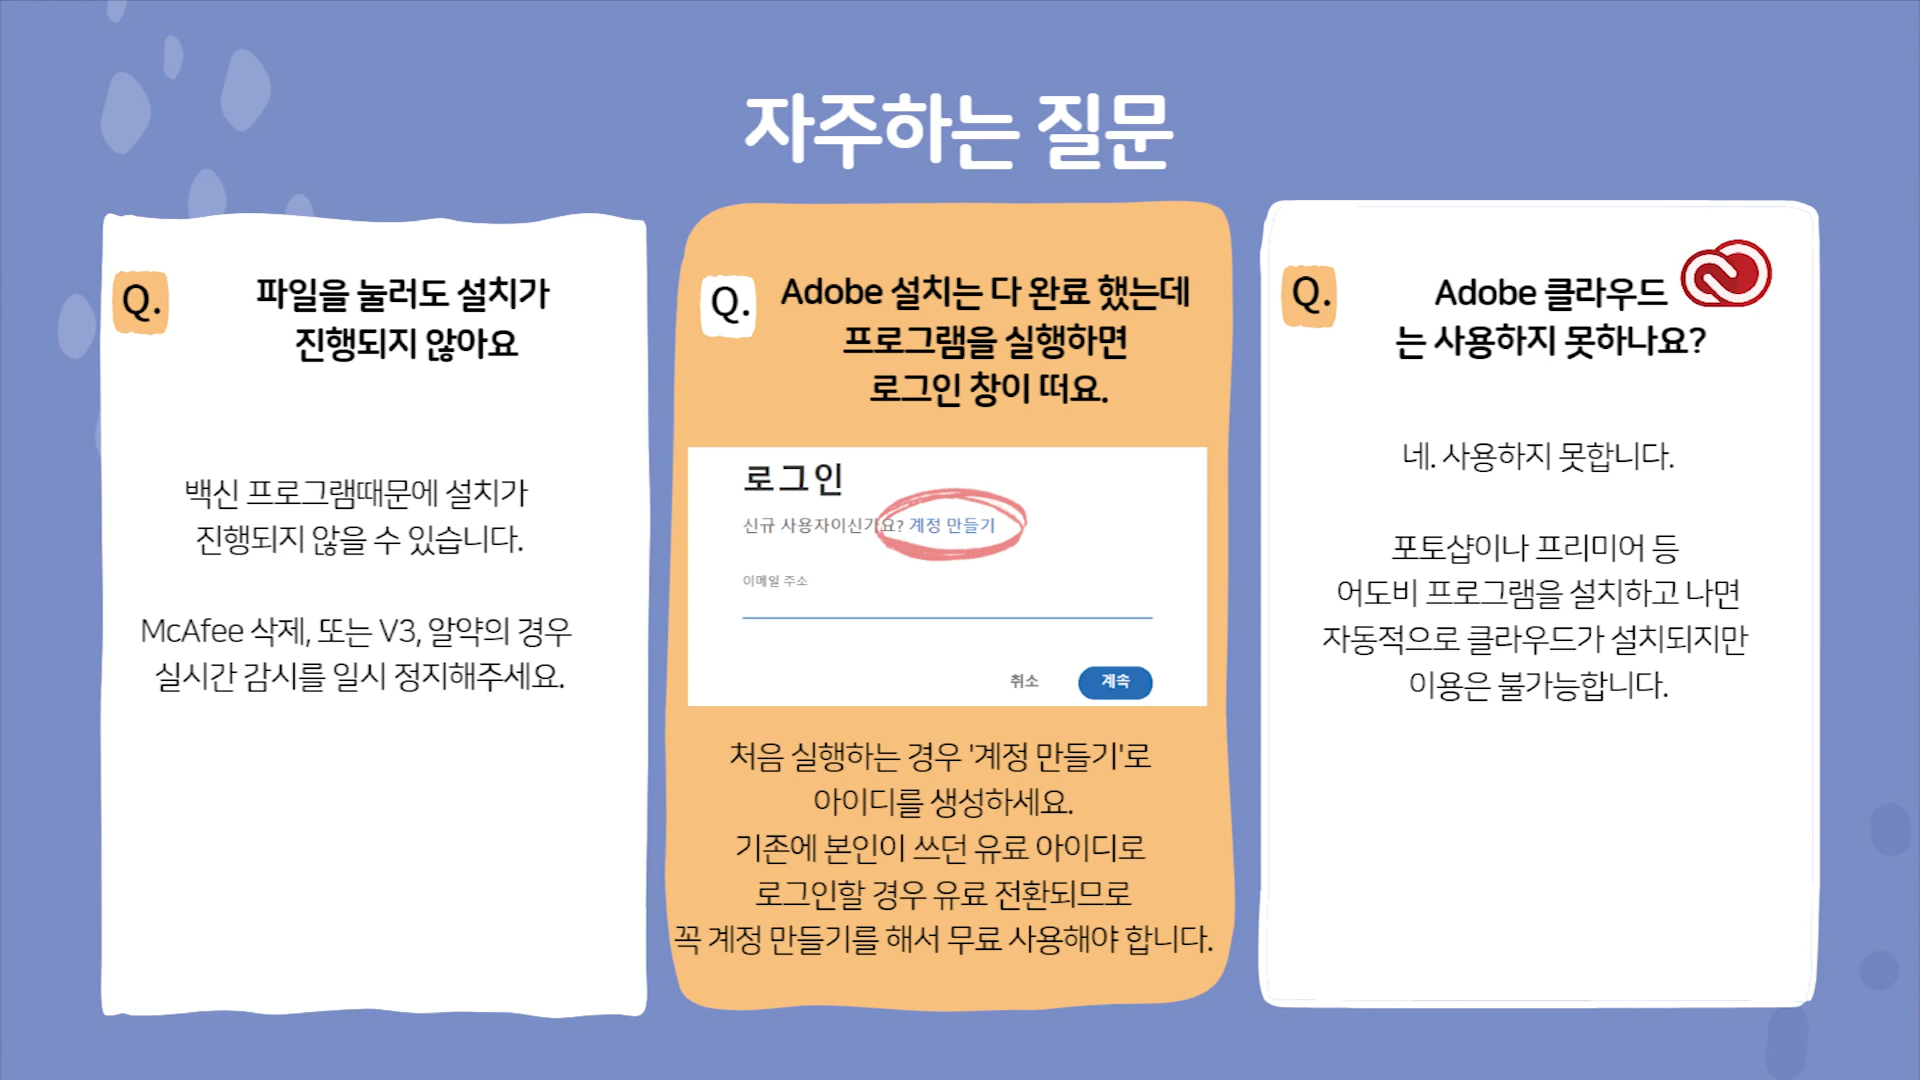 자주하는 질문
Q.
파일을 눌러도 설치가
진행되지 않아요
백신 프로그램때문에 설치가
진행되지 않을 수 있습니다.
McAfee 삭제, 또는 V3, 알약의 경우
실시간 감시를 일시 정지해주세요.
Q.
Adobe 설치는 다 완료 했는데
프로그램을 실행하면
로그인 창이 떠요.
로그인
신규 사용자이신가요? 계정 만들기
이메일 주소
취소
계속
처음 실행하는 경우 '계정 만들기'로
아이디를 생성하세요.
기존에 본인이 쓰던 유료 아이디로
로그인할 경우 유료 전환되므로
꼭 계정 만들기를 해서 무료 사용해야 합니다.
Q.
Adobe 클라우드
는 사용하지 못하나요?
네. 사용하지 못합니다.
포토샵이나 프리미어 등
어도비 프로그램을 설치하고 나면
자동적으로 클라우드가 설치되지만
이용은 불가능합니다.